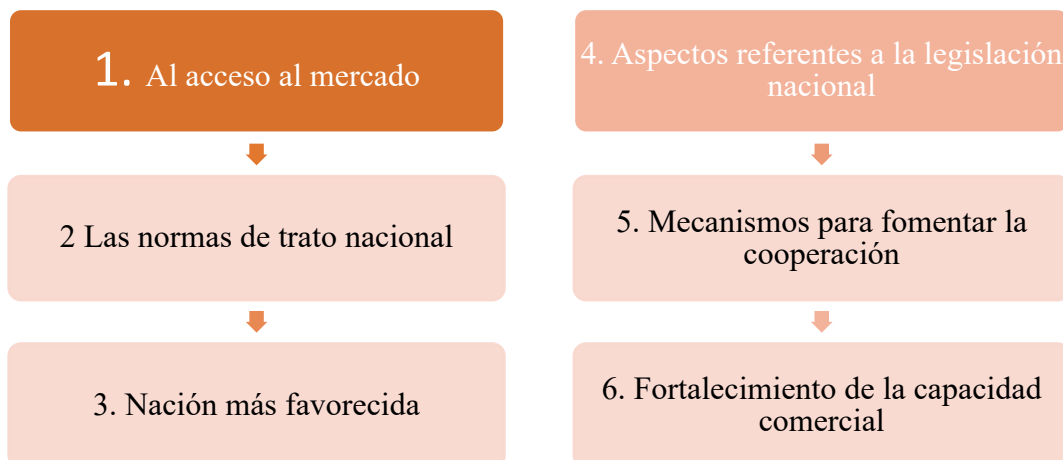 1. Al acceso al mercado
2 Las normas de trato nacional
3. Nación más favorecida
4. Aspectos referentes a la legislación
nacional
5. Mecanismos para fomentar la
cooperación
6. Fortalecimiento de la capacidad
comercial